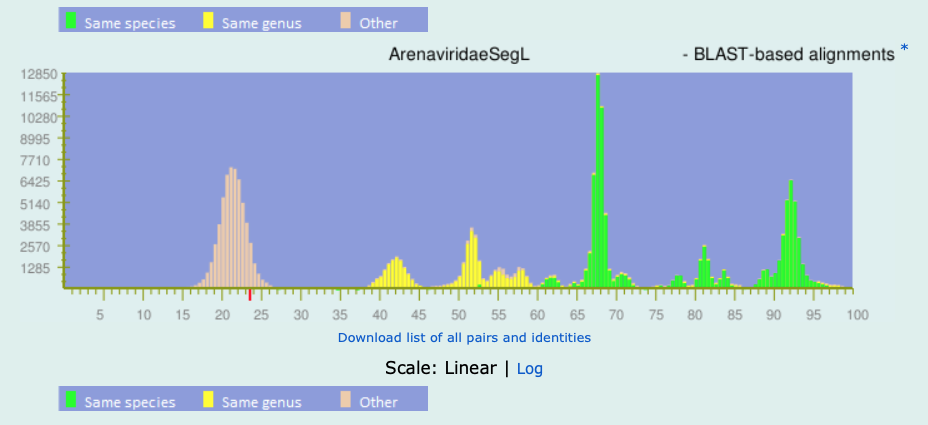 Same species Same genus Other
ArenaviridaeSegL - BLAST-based alignments *
12850
11565
10280
8995
7710
6425
5140
3855
2570
1285
5 10 15 20 25 30 35 40 45 50 55 60 65 70 75 80 85 90 95 100
Download list of all pairs and identities
Scale: Linear | Log
Same species Same genus Other